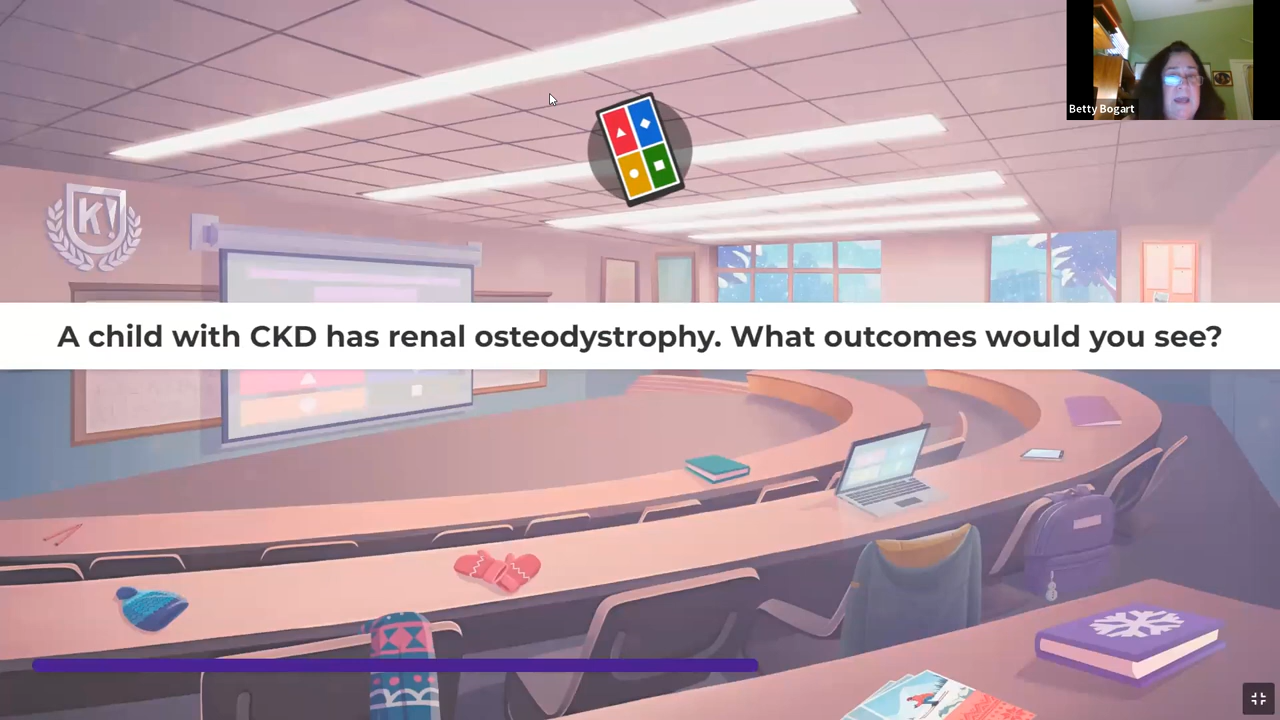 Betty Bogart
K!
A child with CKD has renal osteodystrophy. What outcomes would you see?